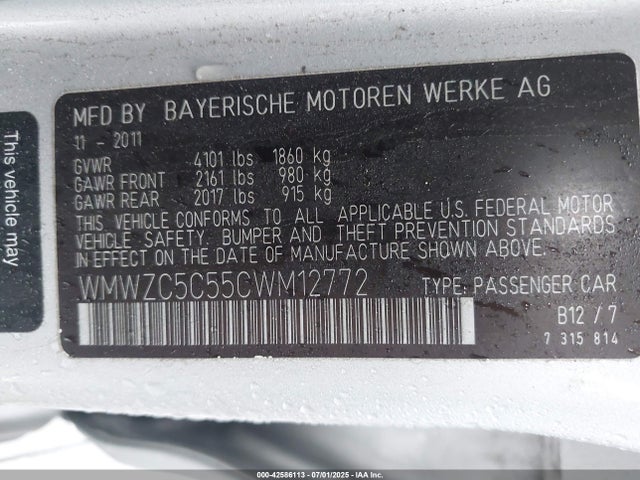 This vehicle may
MFD BY BAYERISCHE MOTOREN WERKE AG
11 - 2011
GVWR 4101 lbs 1860 kg
GAWR FRONT 2161 lbs 980 kg
GAWR REAR 2017 lbs 915 kg
THIS VEHICLE CONFORMS TO ALL APPLICABLE U.S. FEDERAL MOTOR
VEHICLE SAFETY, BUMPER AND THEFT PREVENTION STANDARDS
IN EFFECT ON THE DATE OF MANUFACTURE SHOWN ABOVE.
WMWZC5C55CWM12772 TYPE: PASSENGER CAR
B12 / 7
7 315 814
000-42586113 - 07/01/2025 - IAAI.COM